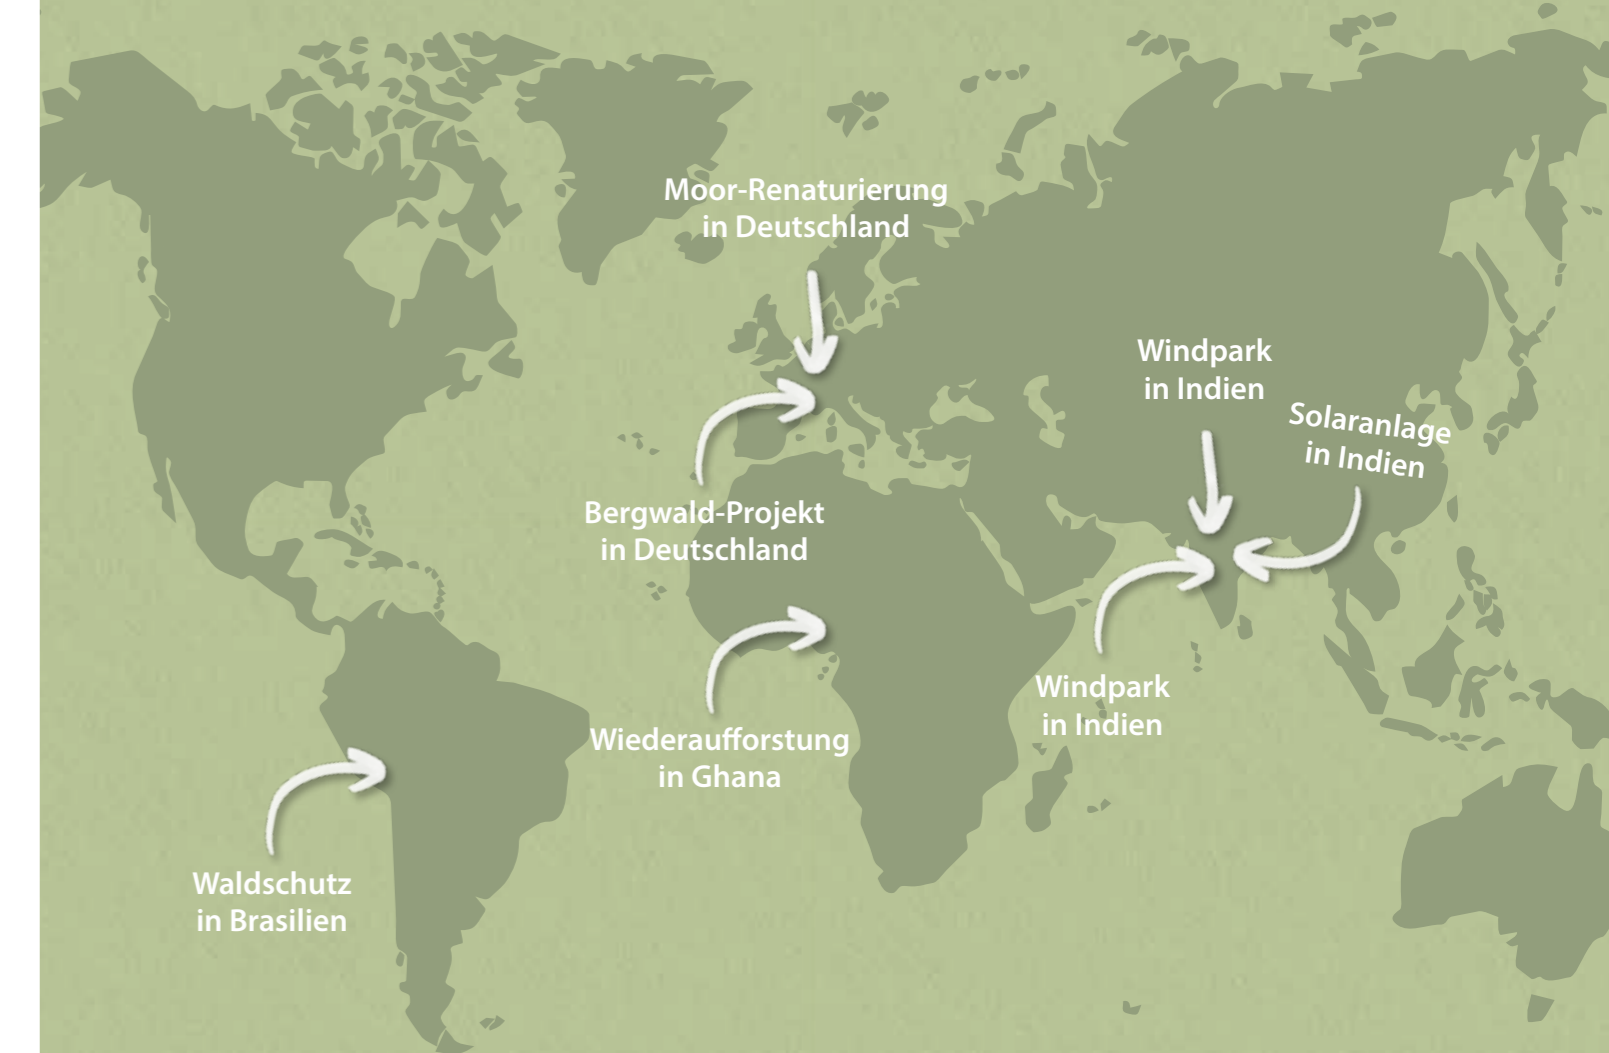 Moor-Renaturierung
in Deutschland
Windpark
in Indien
Solaranlage
in Indien
Bergwald-Projekt
in Deutschland
Windpark
in Indien
Wiederaufforstung
in Ghana
Waldschutz
in Brasilien